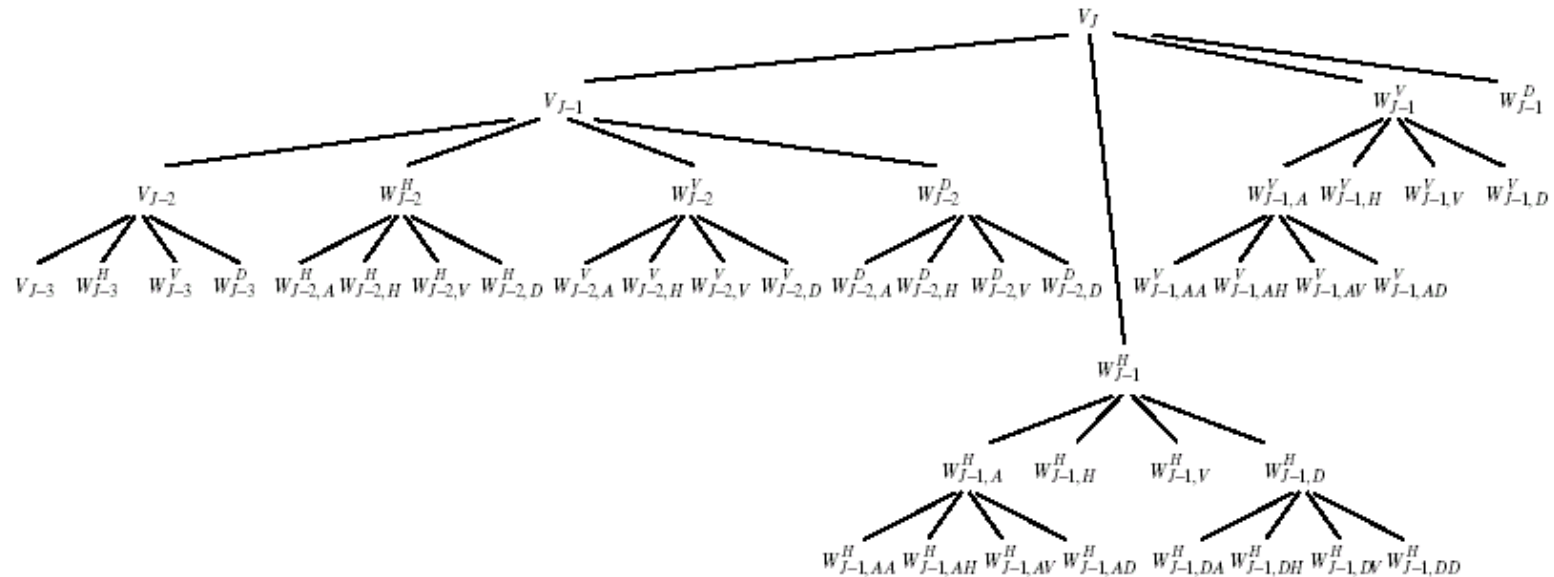 V_J
V_{J-1} W^V_{J-1} W^D_{J-1}
V_{J-2} W^H_{J-2} W^V_{J-2} W^D_{J-2} W^V_{J-1,A} W^V_{J-1,H} W^V_{J-1,V} W^V_{J-1,D}
V_{J-3} W^H_{J-3} W^V_{J-3} W^D_{J-3} W^H_{J-2,A} W^H_{J-2,H} W^H_{J-2,V} W^H_{J-2,D} W^V_{J-2,A} W^V_{J-2,H} W^V_{J-2,V} W^V_{J-2,D} W^D_{J-2,A} W^D_{J-2,H} W^D_{J-2,V} W^D_{J-2,D} W^V_{J-1,AA} W^V_{J-1,AH} W^V_{J-1,AV} W^V_{J-1,AD}
W^H_{J-1}
W^H_{J-1,A} W^H_{J-1,H} W^H_{J-1,V} W^H_{J-1,D}
W^H_{J-1,AA} W^H_{J-1,AH} W^H_{J-1,AV} W^H_{J-1,AD} W^H_{J-1,DA} W^H_{J-1,DH} W^H_{J-1,DV} W^H_{J-1,DD}